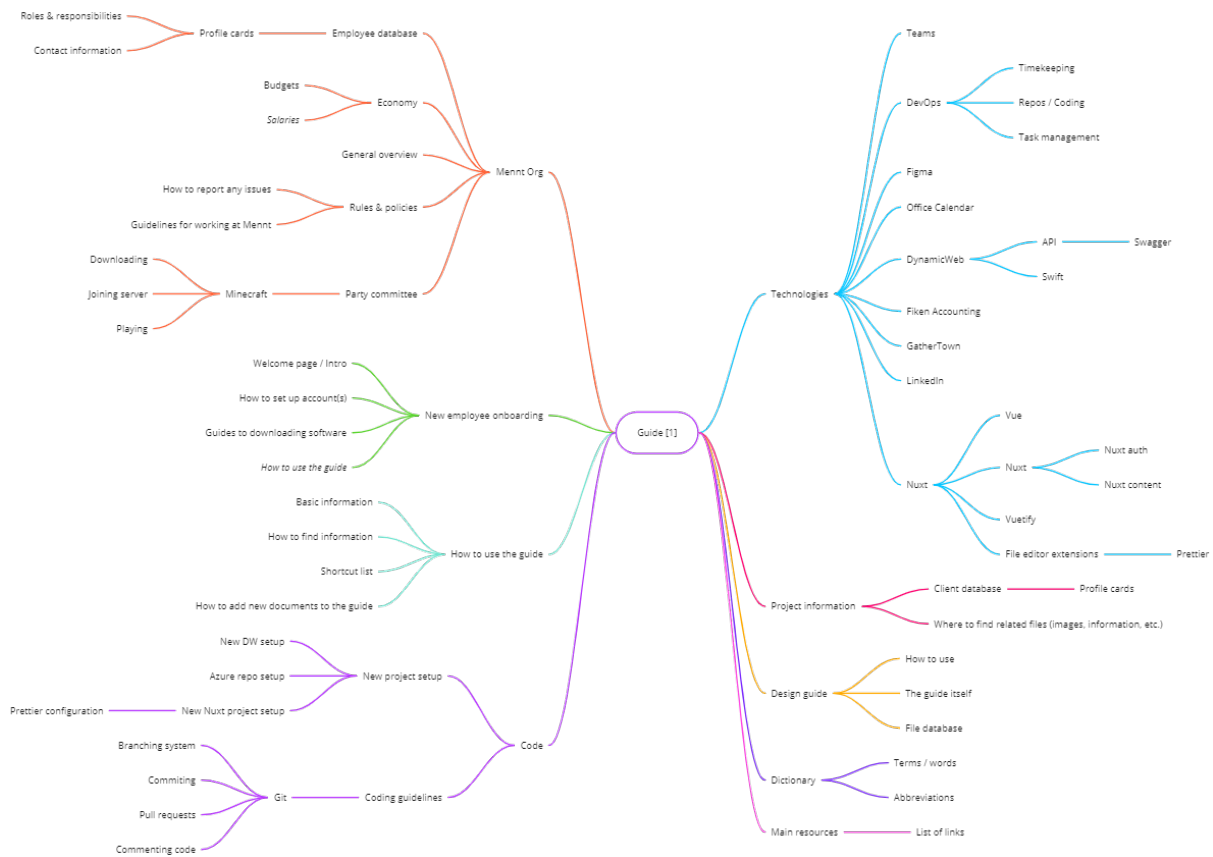 Guide [1]
Mennt Org
Employee database
Profile cards
Roles & responsibilities
Contact information
Economy
Budgets
Salaries
General overview
Rules & policies
How to report any issues
Guidelines for working at Mennt
Party committee
Minecraft
Downloading
Joining server
Playing
New employee onboarding
Welcome page / Intro
How to set up account(s)
Guides to downloading software
How to use the guide
How to use the guide
Basic information
How to find information
Shortcut list
How to add new documents to the guide
Code
New project setup
New DW setup
Azure repo setup
New Nuxt project setup
Prettier configuration
Coding guidelines
Git
Branching system
Commiting
Pull requests
Commenting code
Technologies
Teams
DevOps
Timekeeping
Repos / Coding
Task management
Figma
Office Calendar
DynamicWeb
API
Swagger
Swift
Fiken Accounting
GatherTown
LinkedIn
Nuxt
Vue
Nuxt
Nuxt auth
Nuxt content
Vuetify
File editor extensions
Prettier
Project information
Client database
Profile cards
Where to find related files (images, information, etc.)
Design guide
How to use
The guide itself
File database
Dictionary
Terms / words
Abbreviations
Main resources
List of links